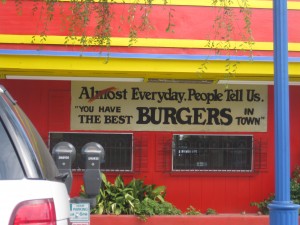 Almost Everyday, People Tell Us,
"YOU HAVE
THE BEST BURGERS IN
TOWN"